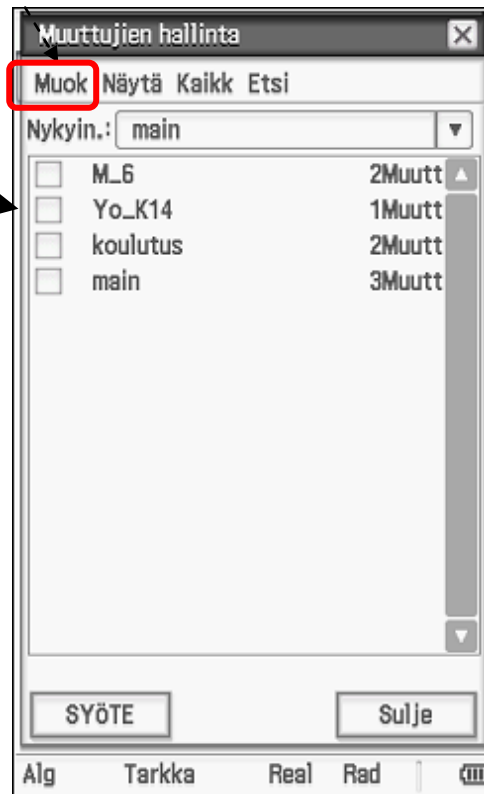 Muuttujien hallinta
Muok Näytä Kaikk Etsi
Nykyin.: main
M_6 2Muutt
Yo_K14 1Muutt
koulutus 2Muutt
main 3Muutt
SYÖTE Sulje
Alg Tarkka Real Rad